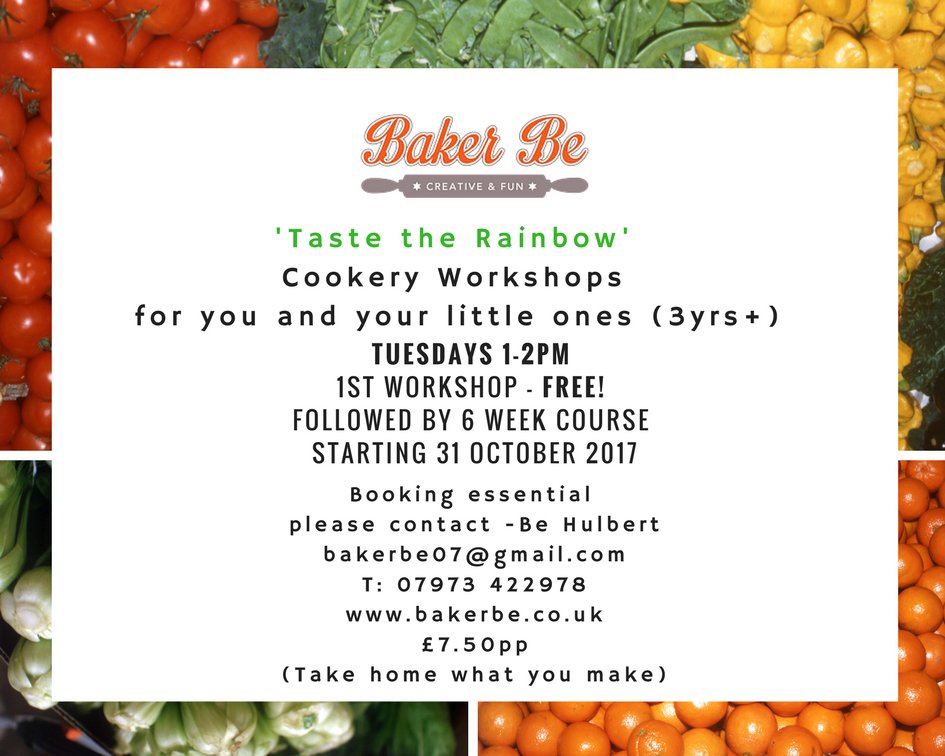 Baker Be
CREATIVE & FUN
'Taste the Rainbow'
Cookery Workshops
for you and your little ones (3yrs+)
TUESDAYS 1-2PM
1ST WORKSHOP - FREE!
FOLLOWED BY 6 WEEK COURSE
STARTING 31 OCTOBER 2017
Booking essential
please contact -Be Hulbert
bakerbe07@gmail.com
T: 07973 422978
www.bakerbe.co.uk
£7.50pp
(Take home what you make)